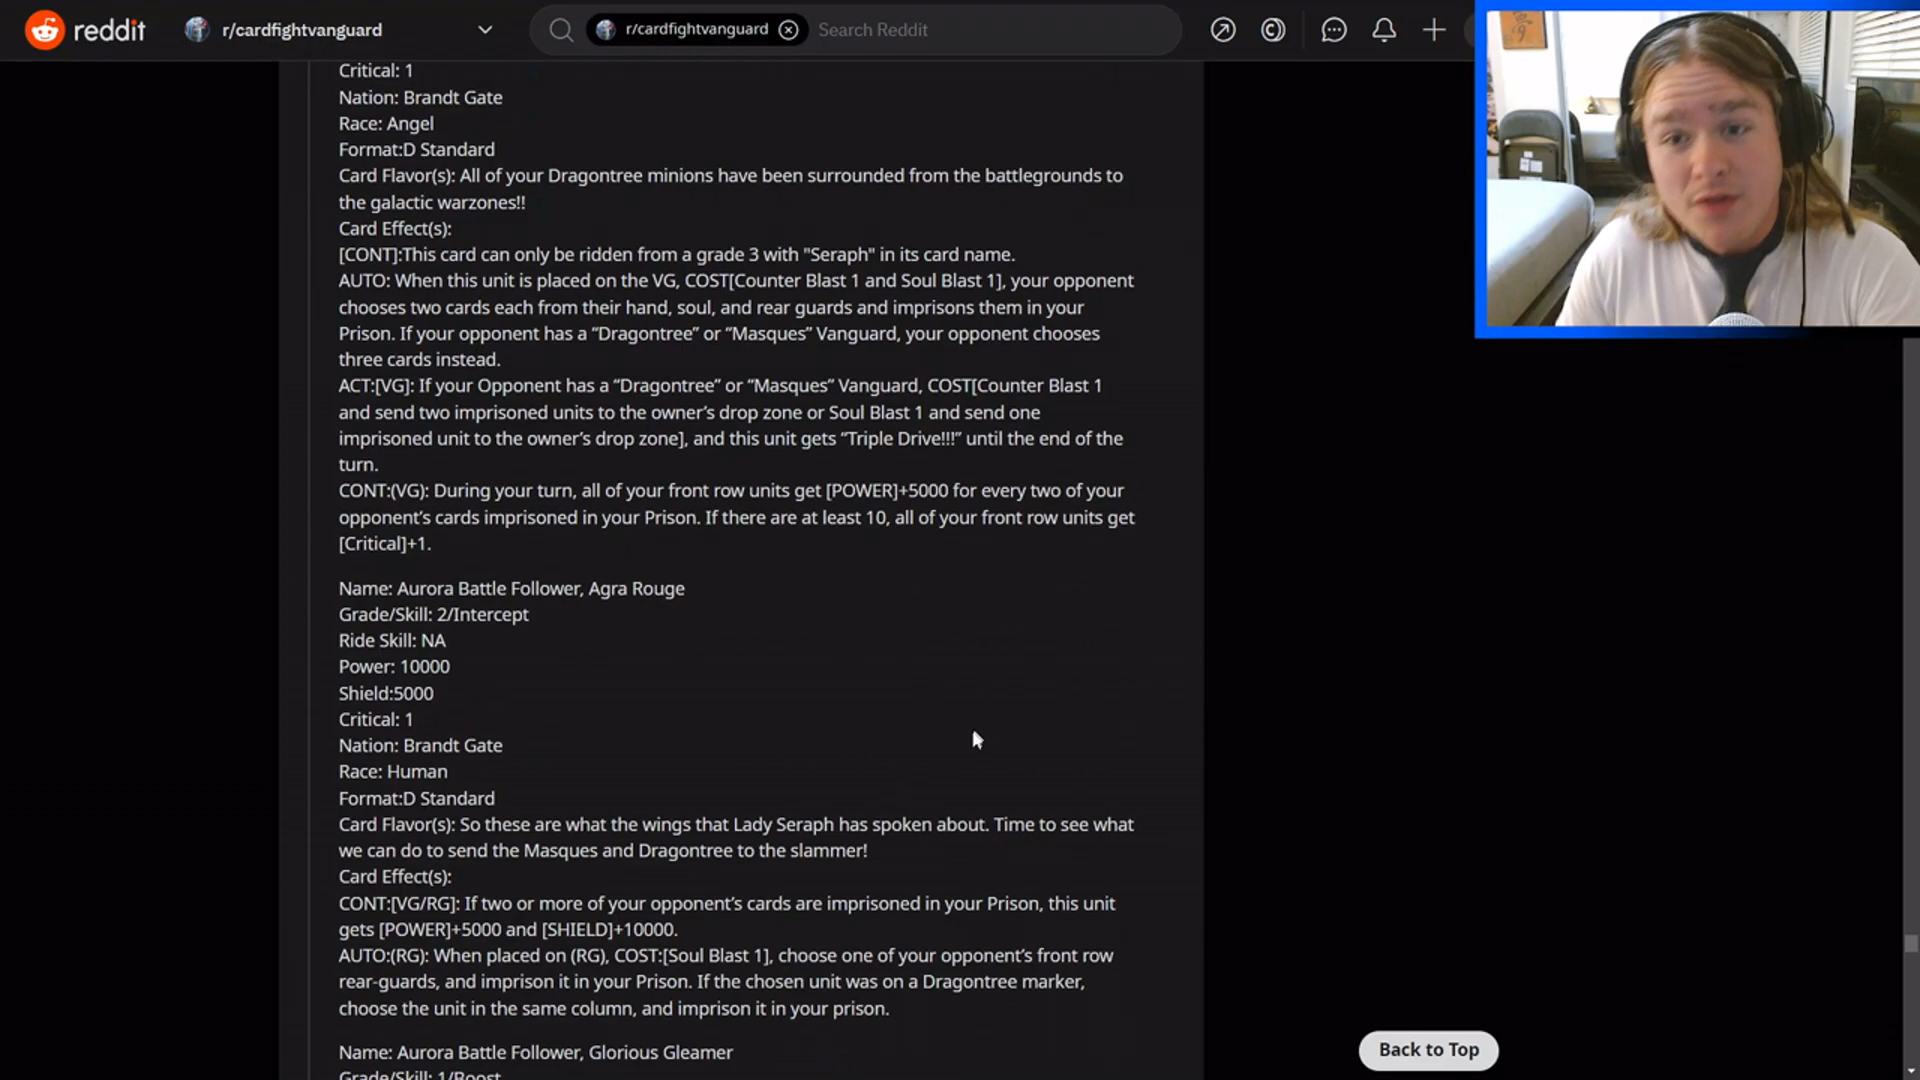 reddit
r/cardfightvanguard
r/cardfightvanguard
Search Reddit
Critical: 1
Nation: Brandt Gate
Race: Angel
Format:D Standard
Card Flavor(s): All of your Dragontree minions have been surrounded from the battlegrounds to
the galactic warzones!!
Card Effect(s):
[CONT]:This card can only be ridden from a grade 3 with "Seraph" in its card name.
AUTO: When this unit is placed on the VG, COST[Counter Blast 1 and Soul Blast 1], your opponent
chooses two cards each from their hand, soul, and rear guards and imprisons them in your
Prison. If your opponent has a “Dragontree” or “Masques” Vanguard, your opponent chooses
three cards instead.
ACT:[VG]: If your Opponent has a “Dragontree” or “Masques” Vanguard, COST[Counter Blast 1
and send two imprisoned units to the owner’s drop zone or Soul Blast 1 and send one
imprisoned unit to the owner’s drop zone], and this unit gets “Triple Drive!!!” until the end of the
turn.
CONT:(VG): During your turn, all of your front row units get [POWER]+5000 for every two of your
opponent’s cards imprisoned in your Prison. If there are at least 10, all of your front row units get
[Critical]+1.
Name: Aurora Battle Follower, Agra Rouge
Grade/Skill: 2/Intercept
Ride Skill: NA
Power: 10000
Shield:5000
Critical: 1
Nation: Brandt Gate
Race: Human
Format:D Standard
Card Flavor(s): So these are what the wings that Lady Seraph has spoken about. Time to see what
we can do to send the Masques and Dragontree to the slammer!
Card Effect(s):
CONT:[VG/RG]: If two or more of your opponent’s cards are imprisoned in your Prison, this unit
gets [POWER]+5000 and [SHIELD]+10000.
AUTO:(RG): When placed on (RG), COST:[Soul Blast 1], choose one of your opponent’s front row
rear-guards, and imprison it in your Prison. If the chosen unit was on a Dragontree marker,
choose the unit in the same column, and imprison it in your prison.
Name: Aurora Battle Follower, Glorious Gleamer
Grade/Skill: 1/Boost
Back to Top